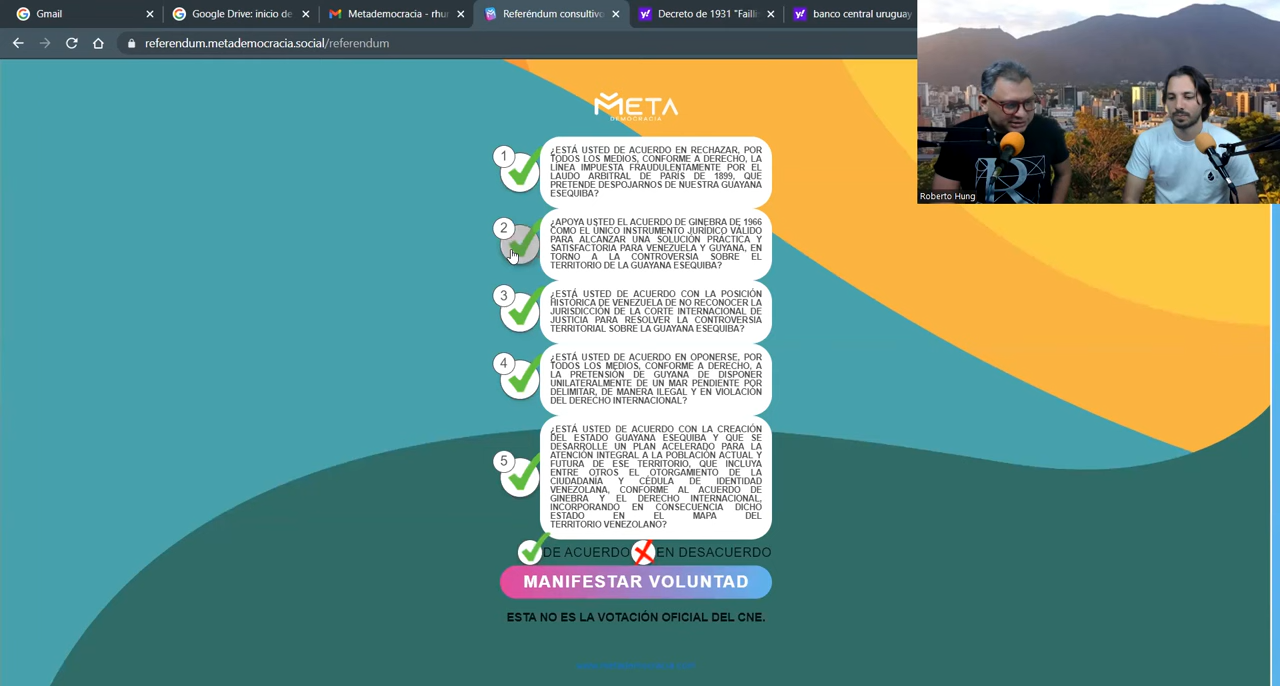 Gmail
Google Drive: inicio de
Metademocracia - rhur
Referéndum consultivo
Decreto de 1931 "Failli
banco central uruguay
referendum.metademocracia.social/referendum
META
DEMOCRACIA
1
¿ESTÁ USTED DE ACUERDO EN RECHAZAR, POR
TODOS LOS MEDIOS, CONFORME A DERECHO, LA
LÍNEA IMPUESTA FRAUDULENTAMENTE POR EL
LAUDO ARBITRAL DE PARIS DE 1899, QUE
PRETENDE DESPOJARNOS DE NUESTRA GUAYANA
ESEQUIBA?
2
¿APOYA USTED EL ACUERDO DE GINEBRA DE 1966
COMO EL ÚNICO INSTRUMENTO JURÍDICO VÁLIDO
PARA ALCANZAR UNA SOLUCIÓN PRÁCTICA Y
SATISFACTORIA PARA VENEZUELA Y GUYANA, EN
TORNO A LA CONTROVERSIA SOBRE EL
TERRITORIO DE LA GUAYANA ESEQUIBA?
3
¿ESTÁ USTED DE ACUERDO CON LA POSICIÓN
HISTÓRICA DE VENEZUELA DE NO RECONOCER LA
JURISDICCIÓN DE LA CORTE INTERNACIONAL DE
JUSTICIA PARA RESOLVER LA CONTROVERSIA
TERRITORIAL SOBRE LA GUAYANA ESEQUIBA?
4
¿ESTÁ USTED DE ACUERDO EN OPONERSE, POR
TODOS LOS MEDIOS, CONFORME A DERECHO, A
LA PRETENSIÓN DE GUYANA DE DISPONER
UNILATERALMENTE DE UN MAR PENDIENTE POR
DELIMITAR, DE MANERA ILEGAL Y EN VIOLACIÓN
DEL DERECHO INTERNACIONAL?
5
¿ESTÁ USTED DE ACUERDO CON LA CREACIÓN
DEL ESTADO GUAYANA ESEQUIBA Y QUE SE
DESARROLLE UN PLAN ACELERADO PARA LA
ATENCIÓN INTEGRAL A LA POBLACIÓN ACTUAL Y
FUTURA DE ESE TERRITORIO, QUE INCLUYA
ENTRE OTROS EL OTORGAMIENTO DE LA
CIUDADANÍA Y CÉDULA DE IDENTIDAD
VENEZOLANA, CONFORME AL ACUERDO DE
GINEBRA Y EL DERECHO INTERNACIONAL,
INCORPORANDO EN CONSECUENCIA DICHO
ESTADO EN EL MAPA DEL
TERRITORIO VENEZOLANO?
DE ACUERDO EN DESACUERDO
MANIFESTAR VOLUNTAD
ESTA NO ES LA VOTACIÓN OFICIAL DEL CNE.
Roberto Hung